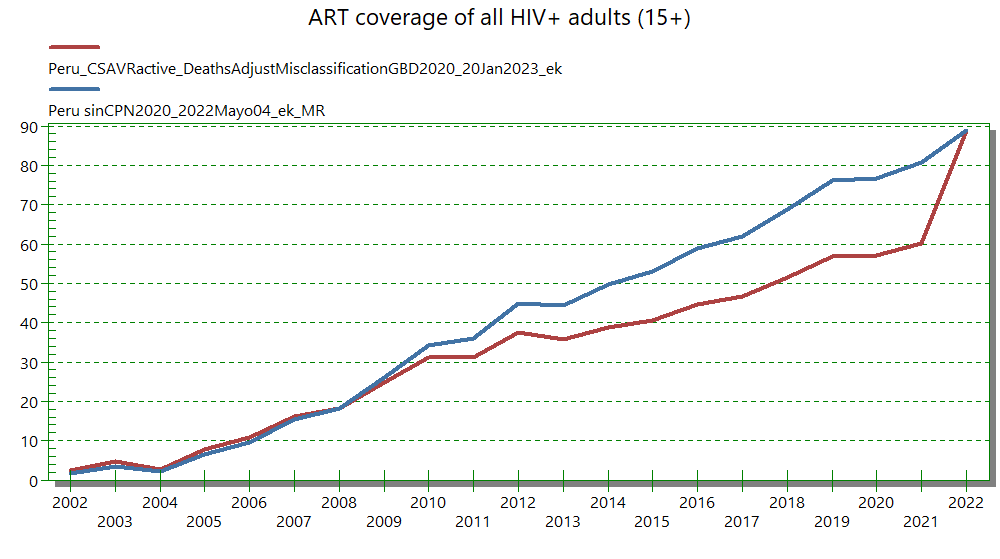 ART coverage of all HIV+ adults (15+)
Peru_CSAVRactive_DeathsAdjustMisclassificationGBD2020_20Jan2023_ek
Peru sinCPN2020_2022Mayo04_ek_MR
90
80
70
60
50
40
30
20
10
0
2002 2004 2006 2008 2010 2012 2014 2016 2018 2020 2022
2003 2005 2007 2009 2011 2013 2015 2017 2019 2021